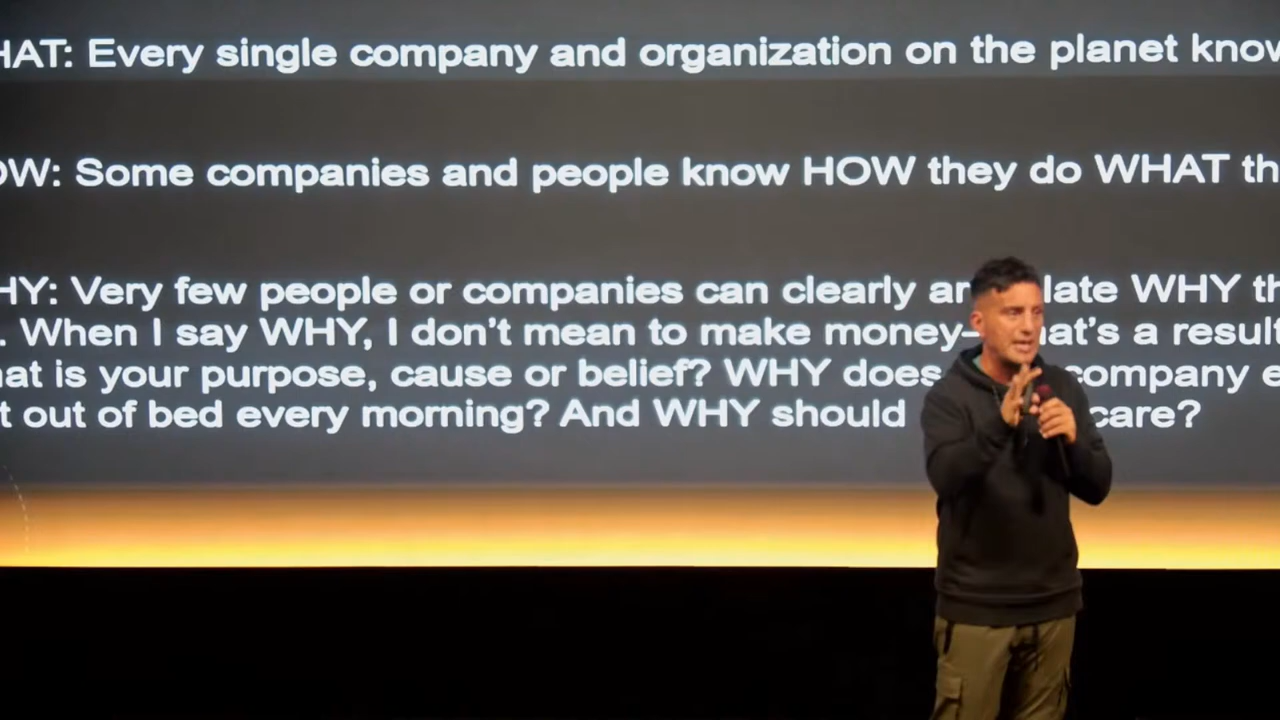 HAT: Every single company and organization on the planet know
OW: Some companies and people know HOW they do WHAT th
HY: Very few people or companies can clearly ar late WHY th
. When I say WHY, I don't mean to make money– hat's a result
hat is your purpose, cause or belief? WHY does company e
t out of bed every morning? And WHY should care?